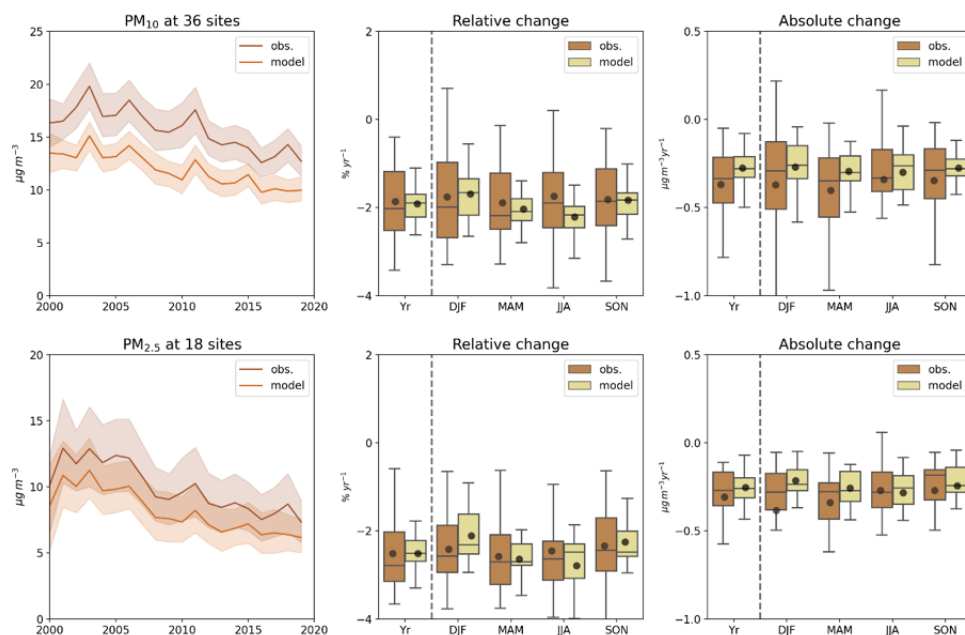 PM10 at 36 sites
25
20
15
10
5
0
µg m−3
obs.
model
2000 2005 2010 2015 2020
Relative change
2
0
−2
−4
% yr−1
obs.
model
Yr DJF MAM JJA SON
Absolute change
0.5
0.0
−0.5
−1.0
µg m−3yr−1
obs.
model
Yr DJF MAM JJA SON
PM2.5 at 18 sites
20
15
10
5
0
µg m−3
obs.
model
2000 2005 2010 2015 2020
Relative change
2
0
−2
−4
% yr−1
obs.
model
Yr DJF MAM JJA SON
Absolute change
0.5
0.0
−0.5
−1.0
µg m−3yr−1
obs.
model
Yr DJF MAM JJA SON